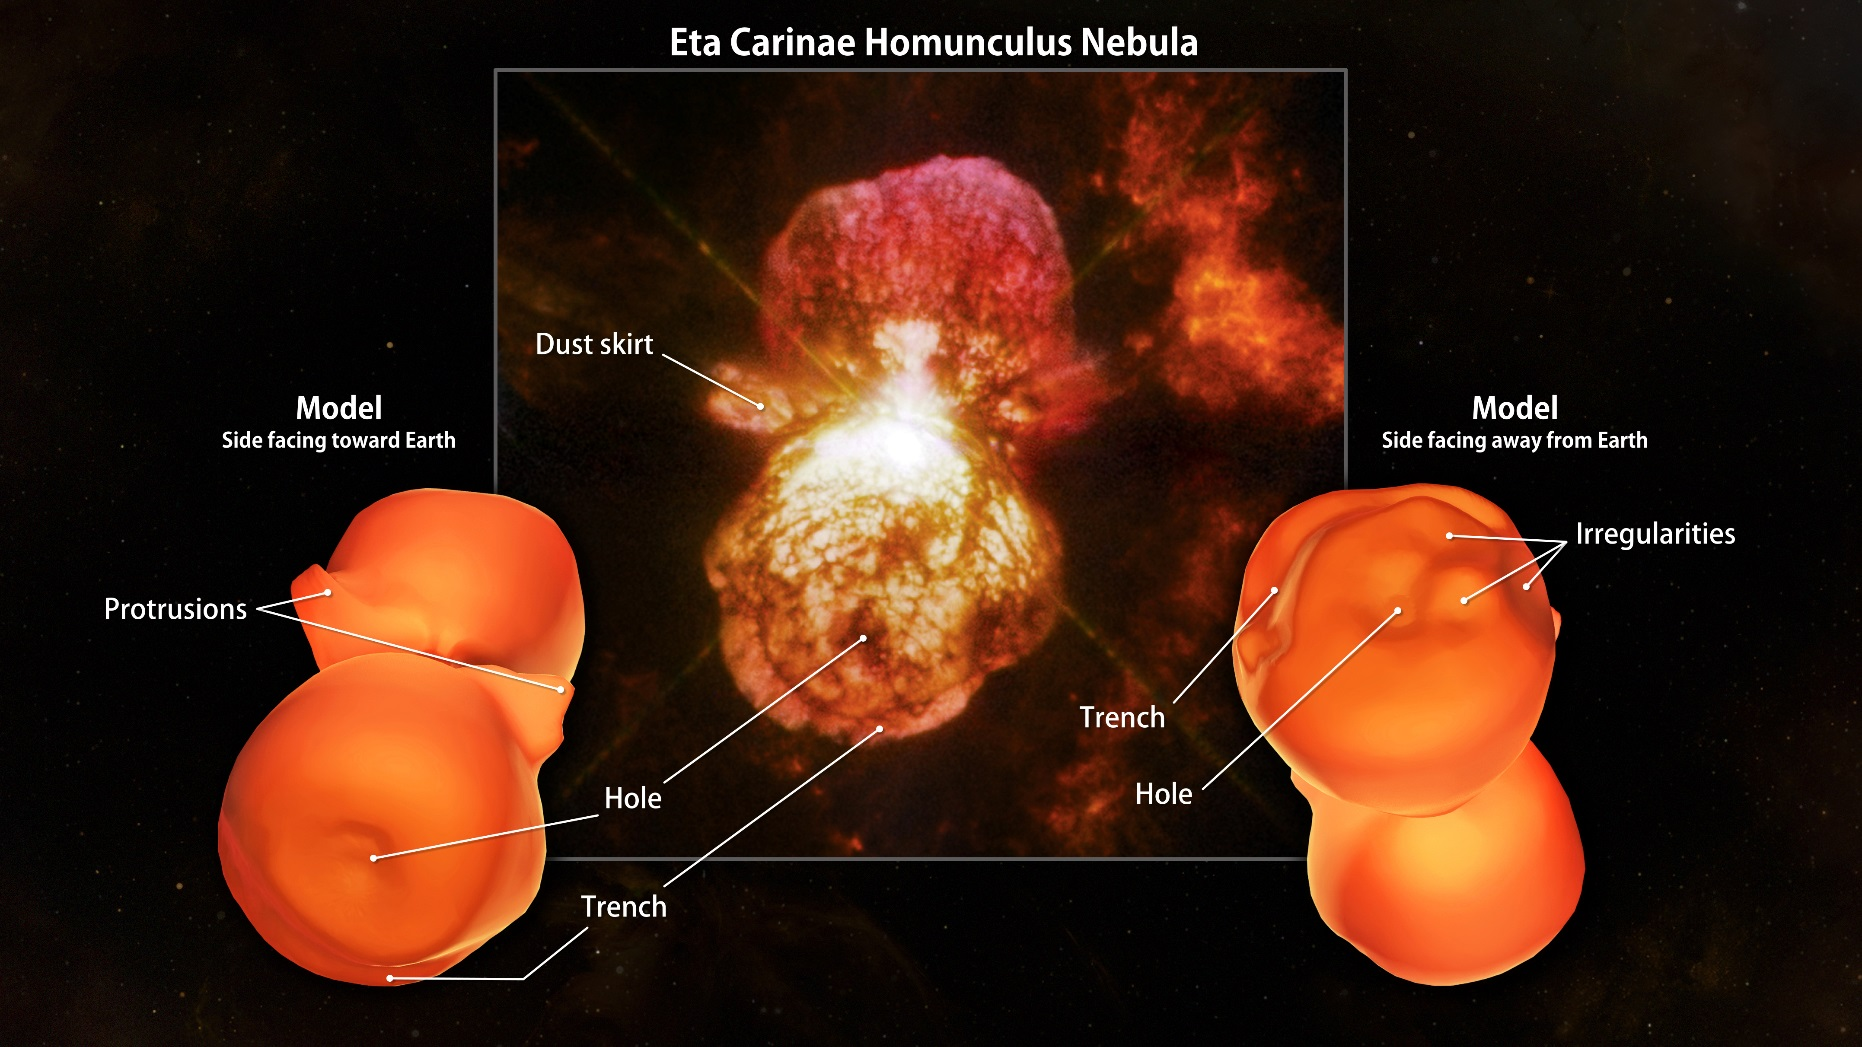 Eta Carinae Homunculus Nebula
Dust skirt
Model
Side facing toward Earth
Protrusions
Hole
Trench
Model
Side facing away from Earth
Irregularities
Trench
Hole